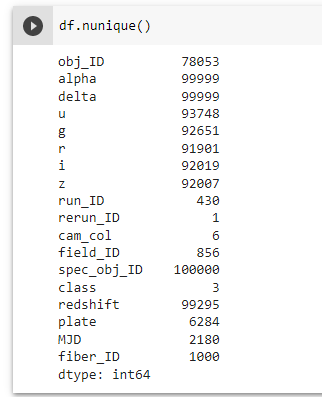 df.nunique()
obj_ID 78053
alpha 99999
delta 99999
u 93748
g 92651
r 91901
i 92019
z 92007
run_ID 430
rerun_ID 1
cam_col 6
field_ID 856
spec_obj_ID 100000
class 3
redshift 99295
plate 6284
MJD 2180
fiber_ID 1000
dtype: int64